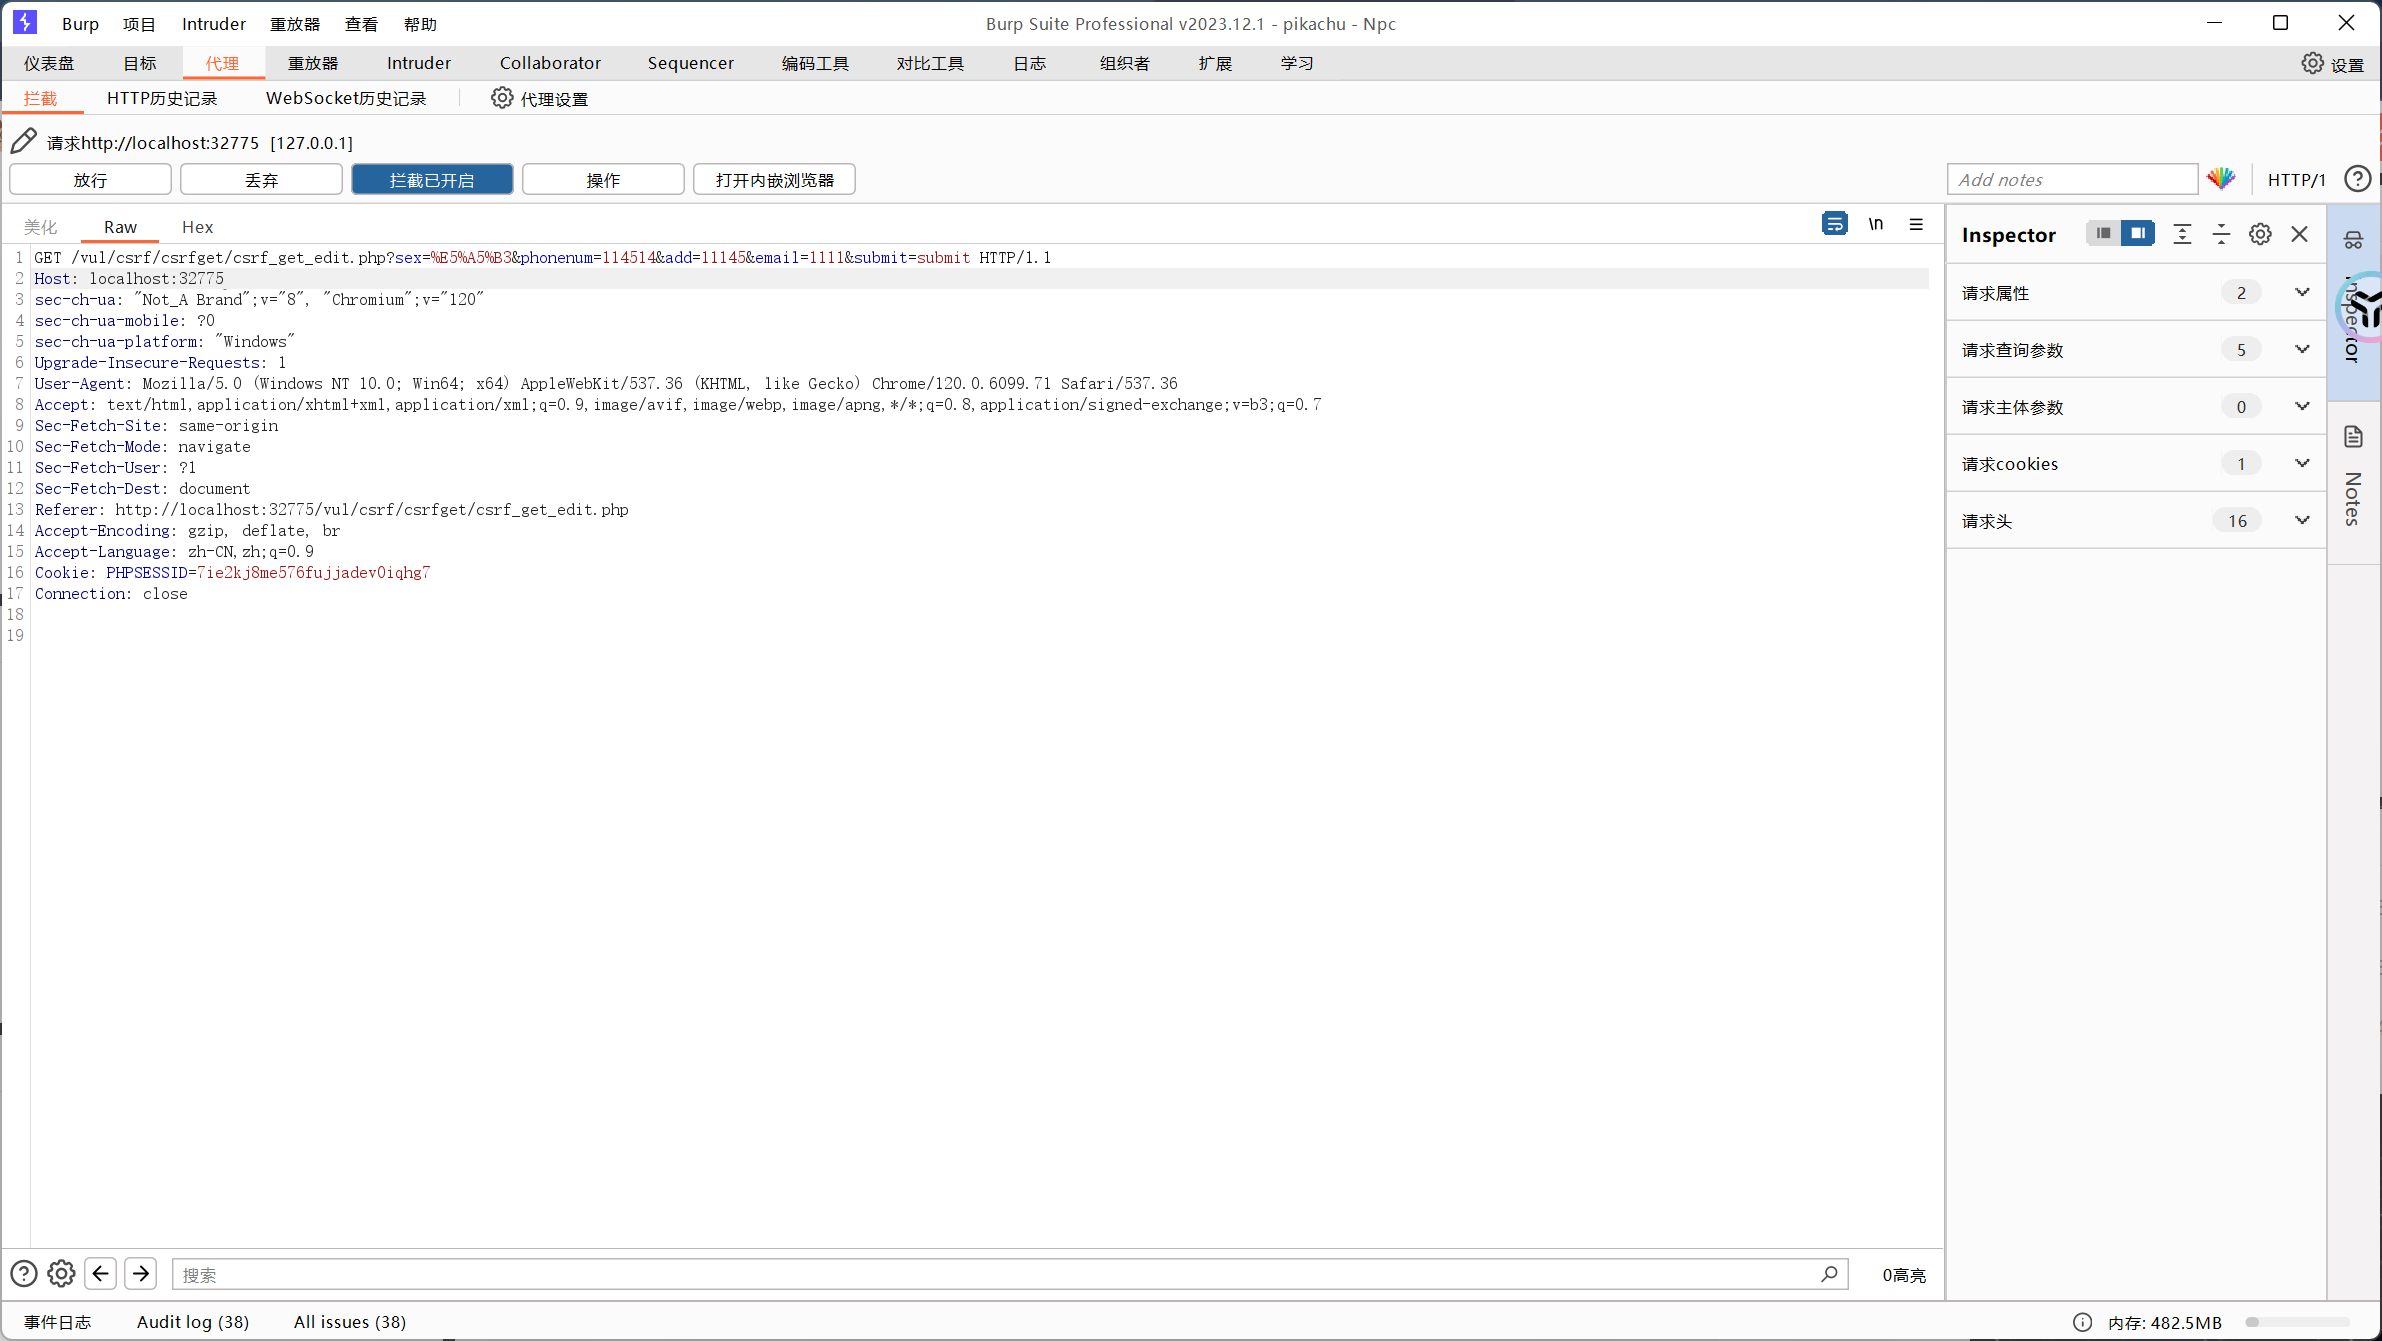 Burp 项目 Intruder 重放器 查看 帮助 Burp Suite Professional v2023.12.1 - pikachu - Npc
仪表盘 目标 代理 重放器 Intruder Collaborator Sequencer 编码工具 对比工具 日志 组织者 扩展 学习 设置
拦截 HTTP历史记录 WebSocket历史记录 代理设置
请求http://localhost:32775 [127.0.0.1]
放行 丢弃 拦截已开启 操作 打开内嵌浏览器 Add notes HTTP/1
美化 Raw Hex \n
1 GET /vul/csrf/csrfget/csrf_get_edit.php?sex=%E5%A5%B3&phonenum=114514&add=11145&email=1111&submit=submit HTTP/1.1
2 Host: localhost:32775
3 sec-ch-ua: "Not_A Brand";v="8", "Chromium";v="120"
4 sec-ch-ua-mobile: ?0
5 sec-ch-ua-platform: "Windows"
6 Upgrade-Insecure-Requests: 1
7 User-Agent: Mozilla/5.0 (Windows NT 10.0; Win64; x64) AppleWebKit/537.36 (KHTML, like Gecko) Chrome/120.0.6099.71 Safari/537.36
8 Accept: text/html,application/xhtml+xml,application/xml;q=0.9,image/avif,image/webp,image/apng,*/*;q=0.8,application/signed-exchange;v=b3;q=0.7
9 Sec-Fetch-Site: same-origin
10 Sec-Fetch-Mode: navigate
11 Sec-Fetch-User: ?1
12 Sec-Fetch-Dest: document
13 Referer: http://localhost:32775/vul/csrf/csrfget/csrf_get_edit.php
14 Accept-Encoding: gzip, deflate, br
15 Accept-Language: zh-CN,zh;q=0.9
16 Cookie: PHPSESSID=7ie2kj8me576fujjadev0iqhg7
17 Connection: close
18
19
Inspector
请求属性 2
请求查询参数 5
请求主体参数 0
请求cookies 1
请求头 16
Inspector
Notes
搜索 0高亮
事件日志 Audit log (38) All issues (38) 内存: 482.5MB